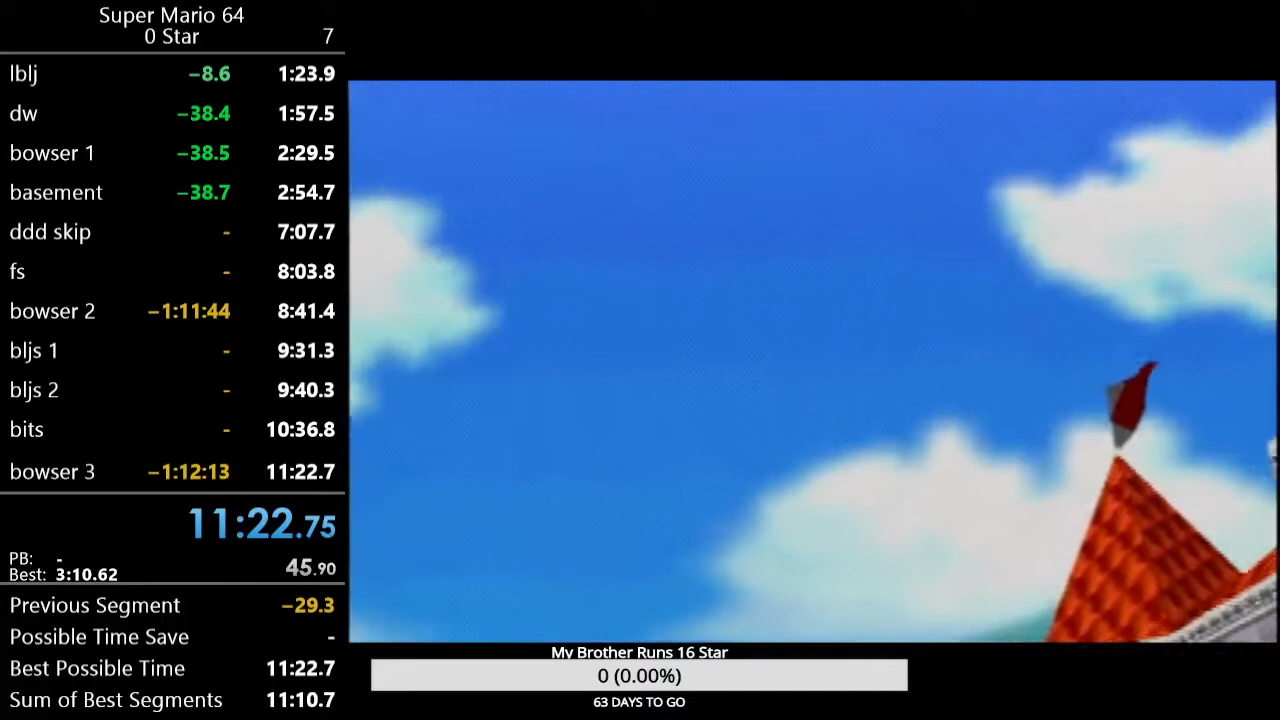 Super Mario 64
0 Star 7
lblj −8.6 1:23.9
dw −38.4 1:57.5
bowser 1 −38.5 2:29.5
basement −38.7 2:54.7
ddd skip - 7:07.7
fs - 8:03.8
bowser 2 −1:11:44 8:41.4
bljs 1 - 9:31.3
bljs 2 - 9:40.3
bits - 10:36.8
bowser 3 −1:12:13 11:22.7
11:22.75
PB: -
Best: 3:10.62 45.90
Previous Segment −29.3
Possible Time Save -
Best Possible Time 11:22.7
Sum of Best Segments 11:10.7
My Brother Runs 16 Star
0 (0.00%)
63 DAYS TO GO